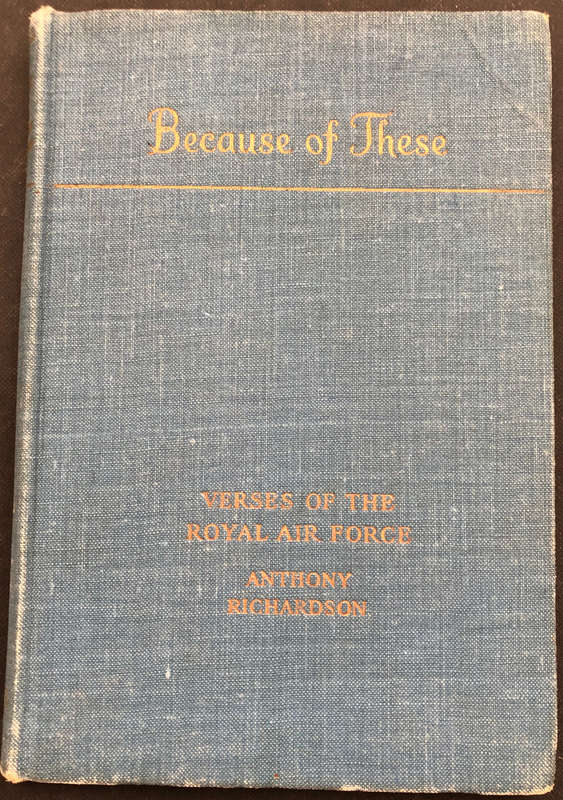 Because of These
VERSES OF THE
ROYAL AIR FORCE
ANTHONY
RICHARDSON